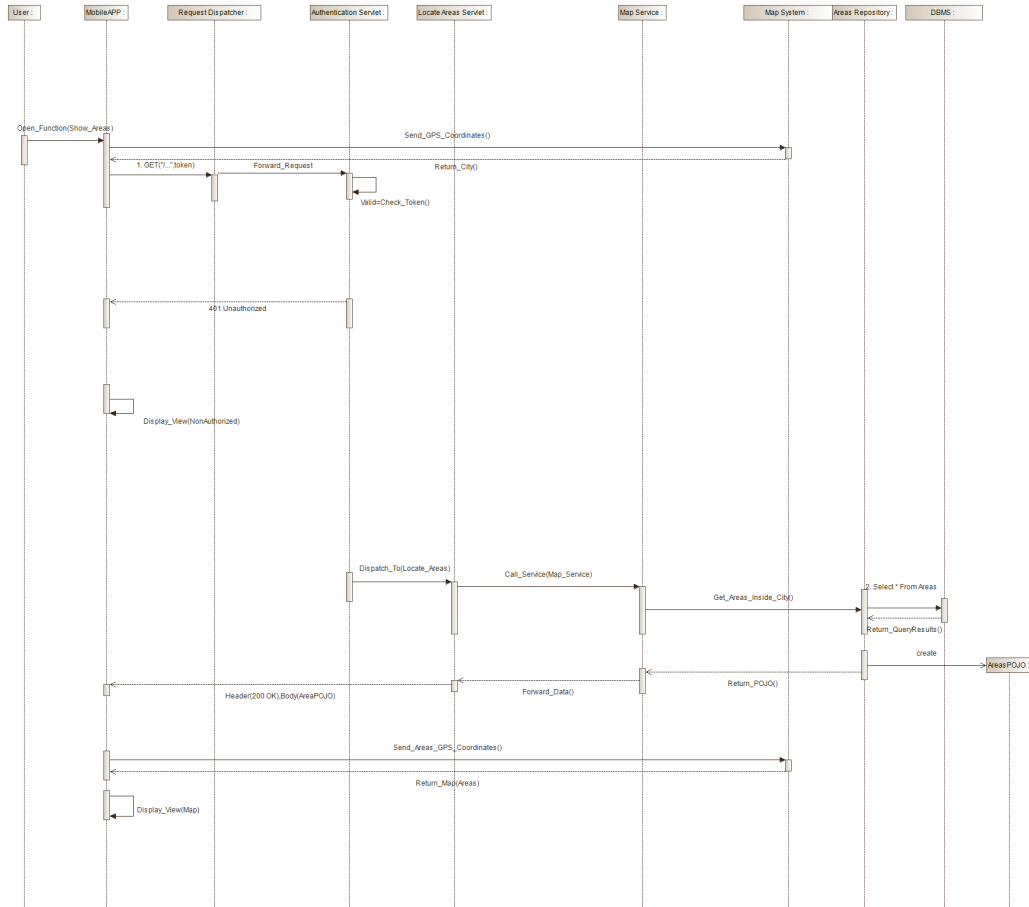 User :
MobileAPP :
Request Dispatcher :
Authentication Servlet :
Locate Areas Servlet :
Map Service :
Map System :
Areas Repository :
DBMS :
Open_Function(Show_Areas)
Send_GPS_Coordinates()
Return_City()
1. GET("/...",token)
Forward_Request
Valid=Check_Token()
401 Unauthorized
Display_View(NonAuthorized)
Dispatch_To(Locate_Areas)
Call_Service(Map_Service)
Get_Areas_Inside_City()
2. Select * From Areas
Return_QueryResults()
create
AreasPOJO :
Return_POJO()
Forward_Data()
Header(200 OK),Body(AreaPOJO)
Send_Areas_GPS_Coordinates()
Return_Map(Areas)
Display_View(Map)